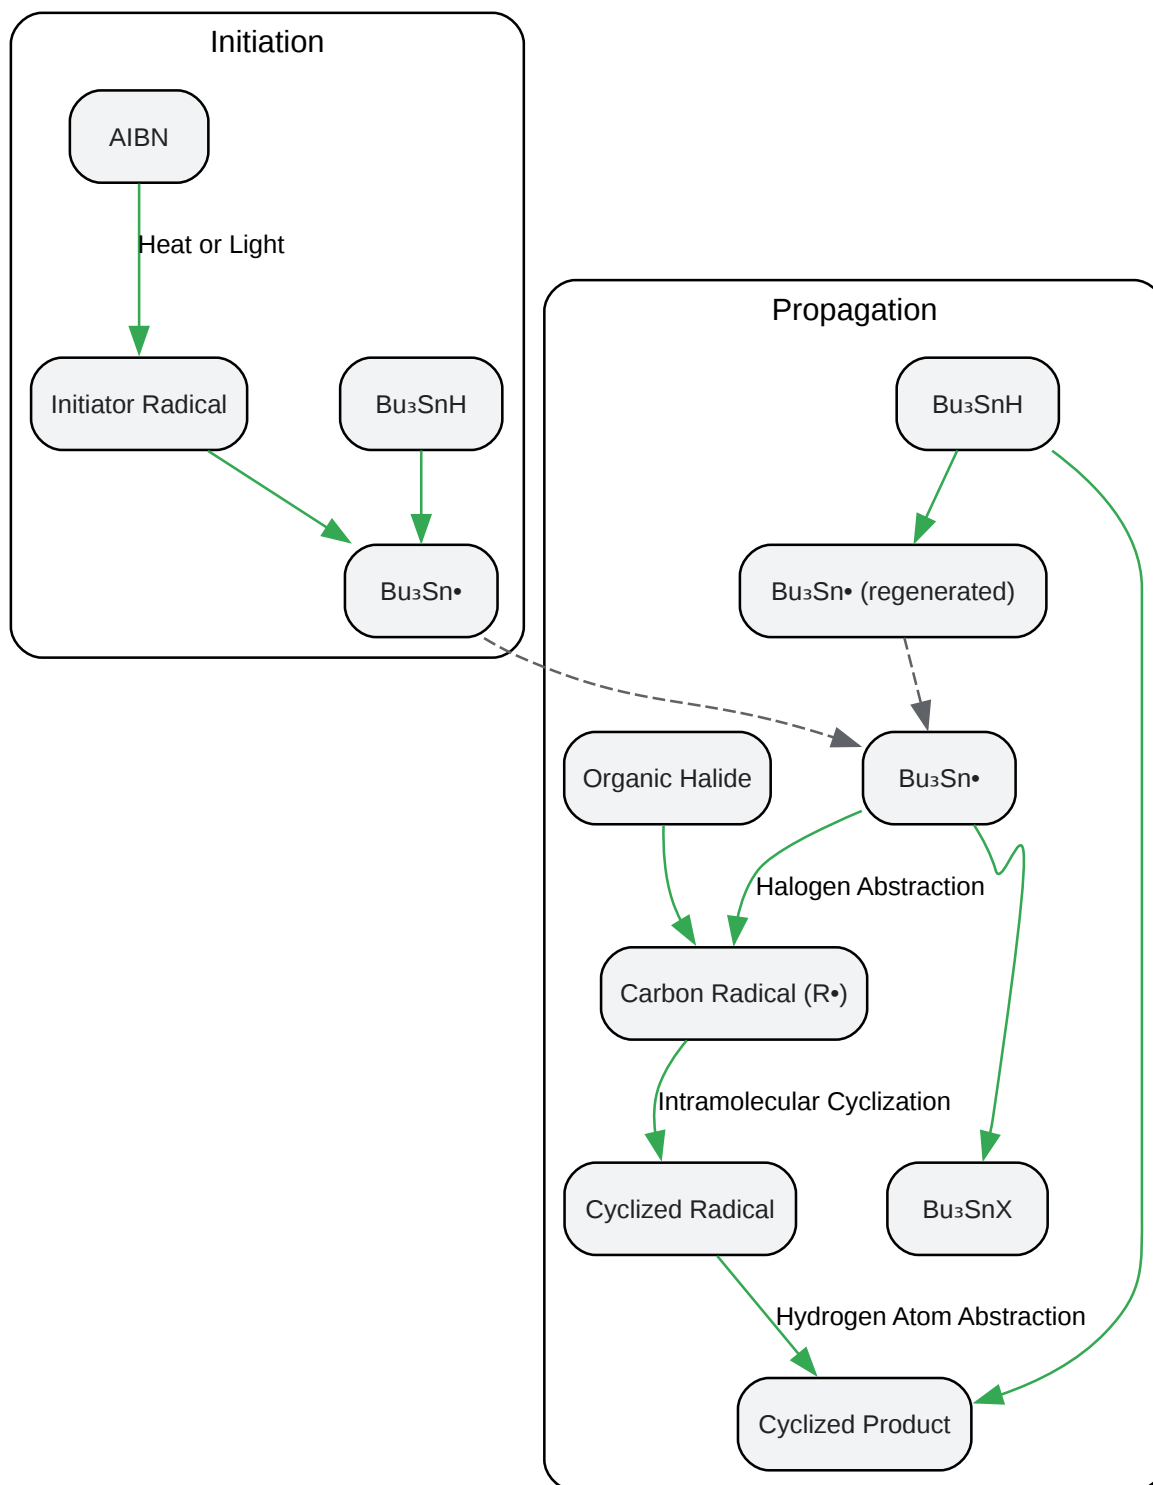 Initiation
AIBN
Heat or Light
Initiator Radical
Bu₃SnH
Bu₃Sn•
Propagation
Bu₃SnH
Bu₃Sn• (regenerated)
Organic Halide
Bu₃Sn•
Halogen Abstraction
Carbon Radical (R•)
Intramolecular Cyclization
Cyclized Radical
Bu₃SnX
Hydrogen Atom Abstraction
Cyclized Product